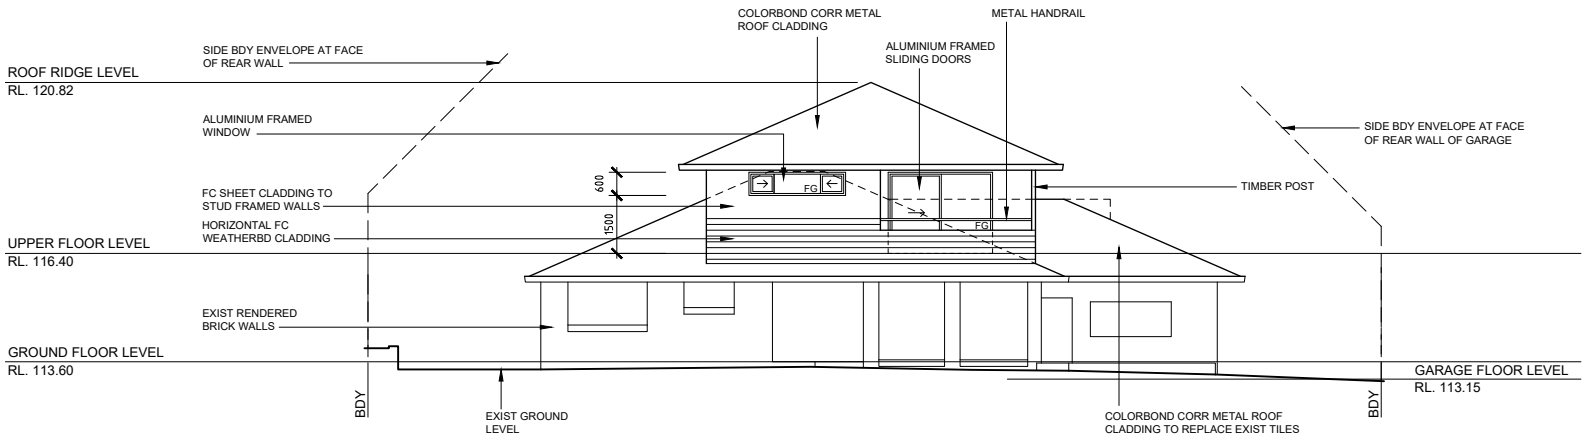 COLORBOND CORR METAL
ROOF CLADDING
METAL HANDRAIL
SIDE BDY ENVELOPE AT FACE
OF REAR WALL
ALUMINIUM FRAMED
SLIDING DOORS
ROOF RIDGE LEVEL
RL. 120.82
ALUMINIUM FRAMED
WINDOW
SIDE BDY ENVELOPE AT FACE
OF REAR WALL OF GARAGE
600
FG
FC SHEET CLADDING TO
STUD FRAMED WALLS
TIMBER POST
1500
FG
HORIZONTAL FC
WEATHERBD CLADDING
UPPER FLOOR LEVEL
RL. 116.40
EXIST RENDERED
BRICK WALLS
GROUND FLOOR LEVEL
RL. 113.60
GARAGE FLOOR LEVEL
RL. 113.15
BDY
BDY
EXIST GROUND
LEVEL
COLORBOND CORR METAL ROOF
CLADDING TO REPLACE EXIST TILES